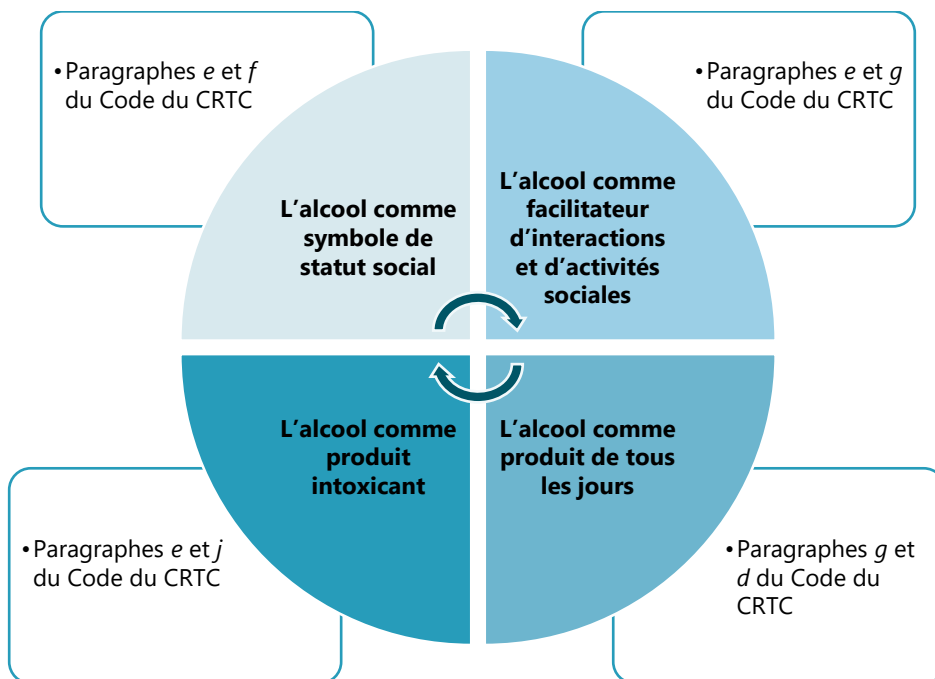 •Paragraphes e et f
du Code du CRTC
•Paragraphes e et g
du Code du CRTC
L’alcool comme
symbole de
statut social
L’alcool comme
facilitateur
d’interactions
et d’activités
sociales
L’alcool comme
produit
intoxicant
L’alcool comme
produit de tous
les jours
•Paragraphes e et j
du Code du CRTC
•Paragraphes g et
d du Code du
CRTC